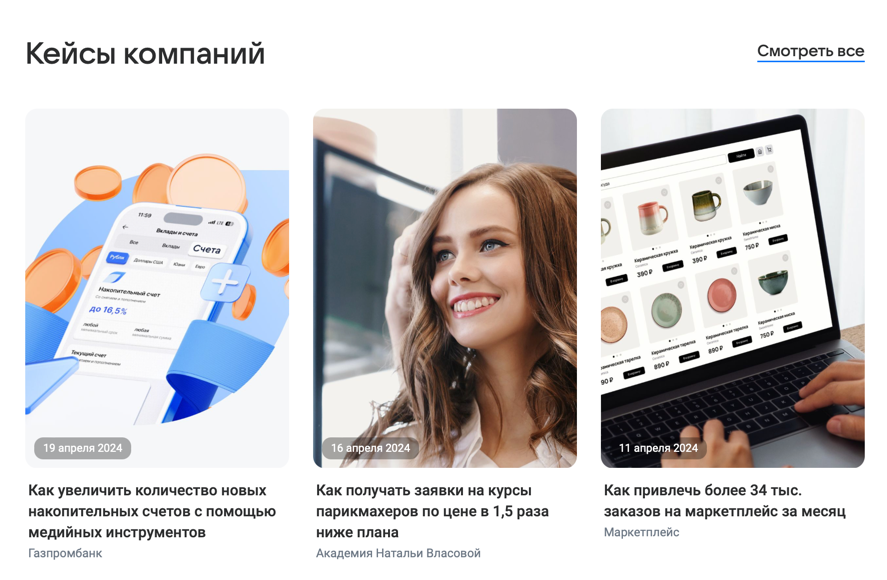 Кейсы компаний
Смотреть все
11:59
LTE
Вклады и счета
Все
Вклады
Счета
Рубли
Доллары США
Юани
Евро
Накопительный счет
до 16,5%
любой
любая
Текущий счет
19 апреля 2024
Как увеличить количество новых
накопительных счетов с помощью
медийных инструментов
Газпромбанк
16 апреля 2024
Как получать заявки на курсы
парикмахеров по цене в 1,5 раза
ниже плана
Академия Натальи Власовой
Керамическая кружка
390 ₽
Керамическая кружка
390 ₽
Керамическая миска
750 ₽
Керамическая тарелка
890 ₽
Керамическая тарелка
890 ₽
Керамическая миска
750 ₽
11 апреля 2024
Как привлечь более 34 тыс.
заказов на маркетплейс за месяц
Маркетплейс